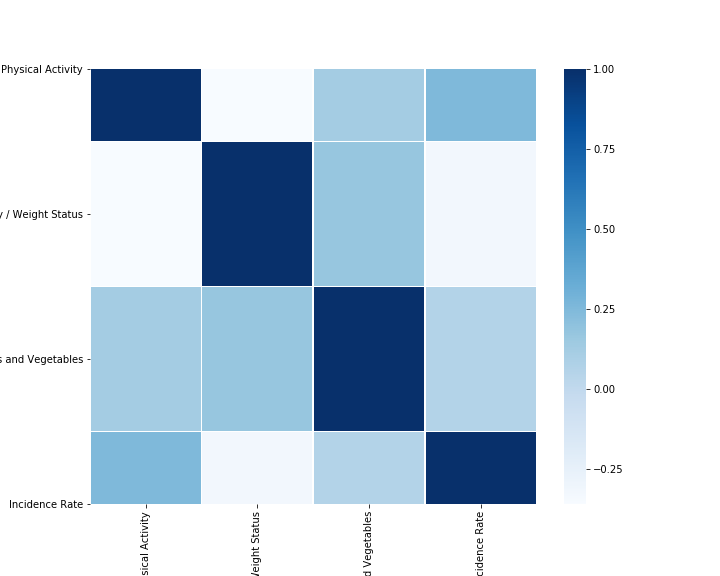 Physical Activity
y / Weight Status
s and Vegetables
Incidence Rate
sical Activity
Weight Status
d Vegetables
cidence Rate
1.00
0.75
0.50
0.25
0.00
−0.25